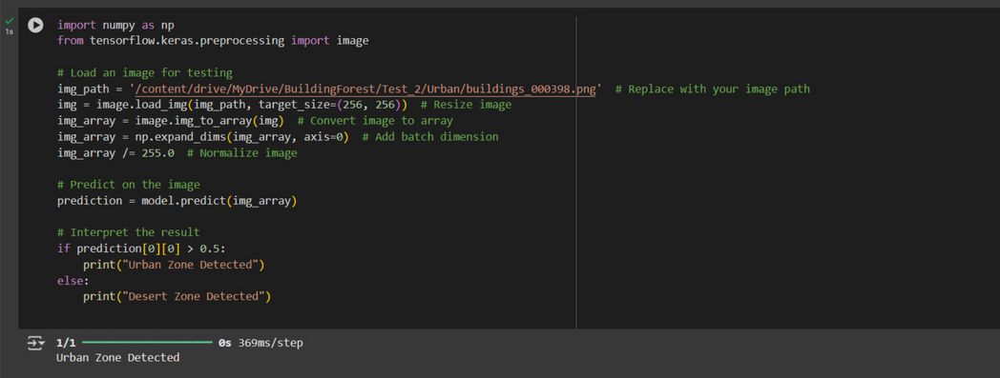 1s
import numpy as np
from tensorflow.keras.preprocessing import image
# Load an image for testing
img_path = '/content/drive/MyDrive/BuildingForest/Test_2/Urban/buildings_000398.png'  # Replace with your image path
img = image.load_img(img_path, target_size=(256, 256))  # Resize image
img_array = image.img_to_array(img)  # Convert image to array
img_array = np.expand_dims(img_array, axis=0)  # Add batch dimension
img_array /= 255.0  # Normalize image
# Predict on the image
prediction = model.predict(img_array)
# Interpret the result
if prediction[0][0] > 0.5:
    print("Urban Zone Detected")
else:
    print("Desert Zone Detected")
1/1 0s 369ms/step
Urban Zone Detected